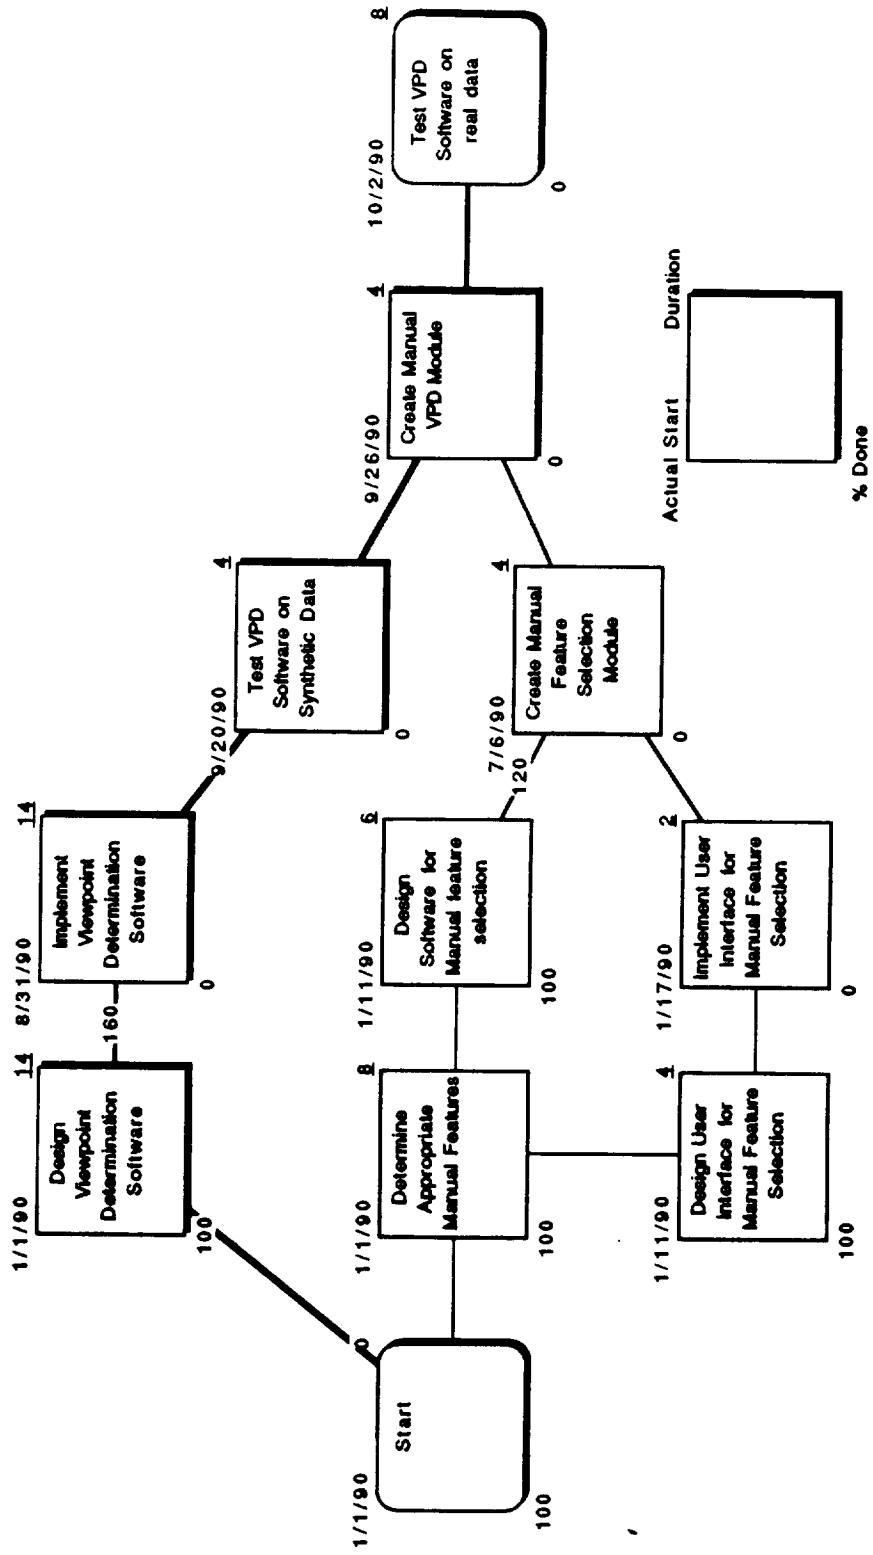 1/1/90
0
Start
100
1/1/90
14
Design
Viewpoint
Determination
Software
100
160
8/31/90
14
Implement
Viewpoint
Determination
Software
0
9/20/90
4
Test VPD
Software on
Synthetic Data
0
1/1/90
8
Determine
Appropriate
Manual Features
100
1/11/90
6
Design
Software for
Manual feature
selection
100
120
1/11/90
4
Design User
Interface for
Manual Feature
Selection
100
1/17/90
2
Implement User
Interface for
Manual Feature
Selection
0
7/6/90
4
Create Manual
Feature
Selection
Module
0
9/26/90
4
Create Manual
VPD Module
0
10/2/90
8
Test VPD
Software on
real data
0
Actual Start Duration
% Done